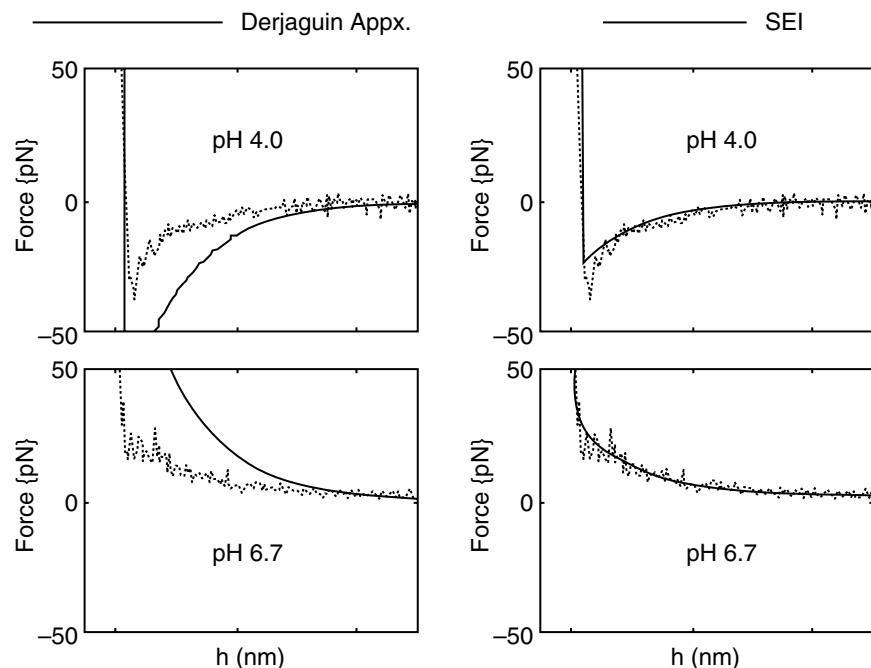 Derjaguin Appx.
SEI
50
0
–50
Force {pN}
pH 4.0
50
0
–50
Force {pN}
pH 4.0
50
0
–50
Force {pN}
pH 6.7
h (nm)
50
0
–50
Force {pN}
pH 6.7
h (nm)